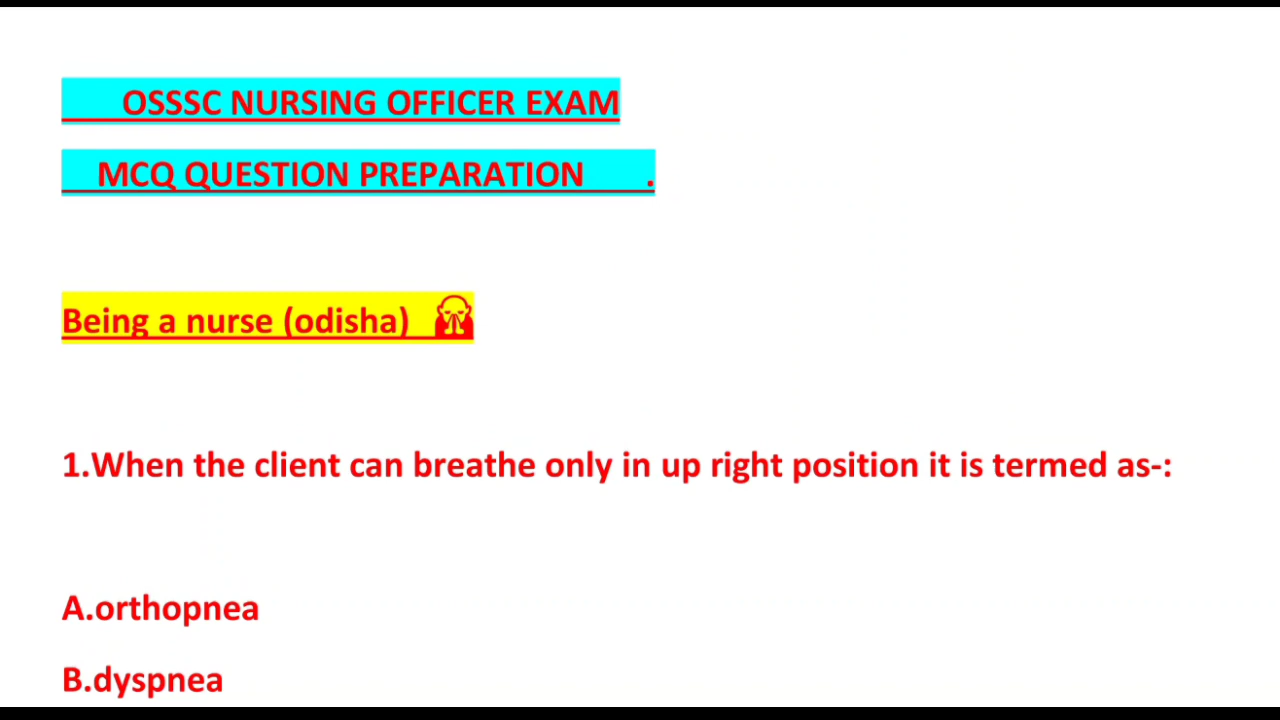 OSSSC NURSING OFFICER EXAM
MCQ QUESTION PREPARATION .
Being a nurse (odisha)
1.When the client can breathe only in up right position it is termed as-:
A.orthopnea
B.dyspnea